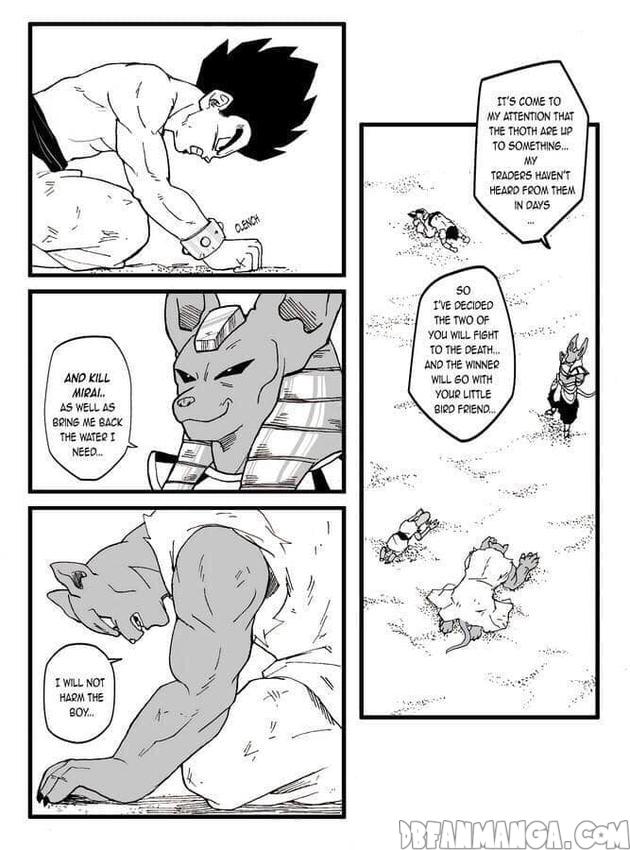 IT'S COME TO
MY ATTENTION THAT
THE THOTH ARE UP
TO SOMETHING...
MY
TRADERS HAVEN'T
HEARD FROM THEM
IN DAYS
...
SO
I'VE DECIDED
THE TWO OF
YOU WILL FIGHT
TO THE DEATH...
AND THE WINNER
WILL GO WITH
YOUR LITTLE
BIRD FRIEND...
CLENCH
AND KILL
MIRAI..
AS WELL AS
BRING ME BACK
THE WATER I
NEED...
I WILL NOT
HARM THE
BOY...
DBFANMANGA.COM